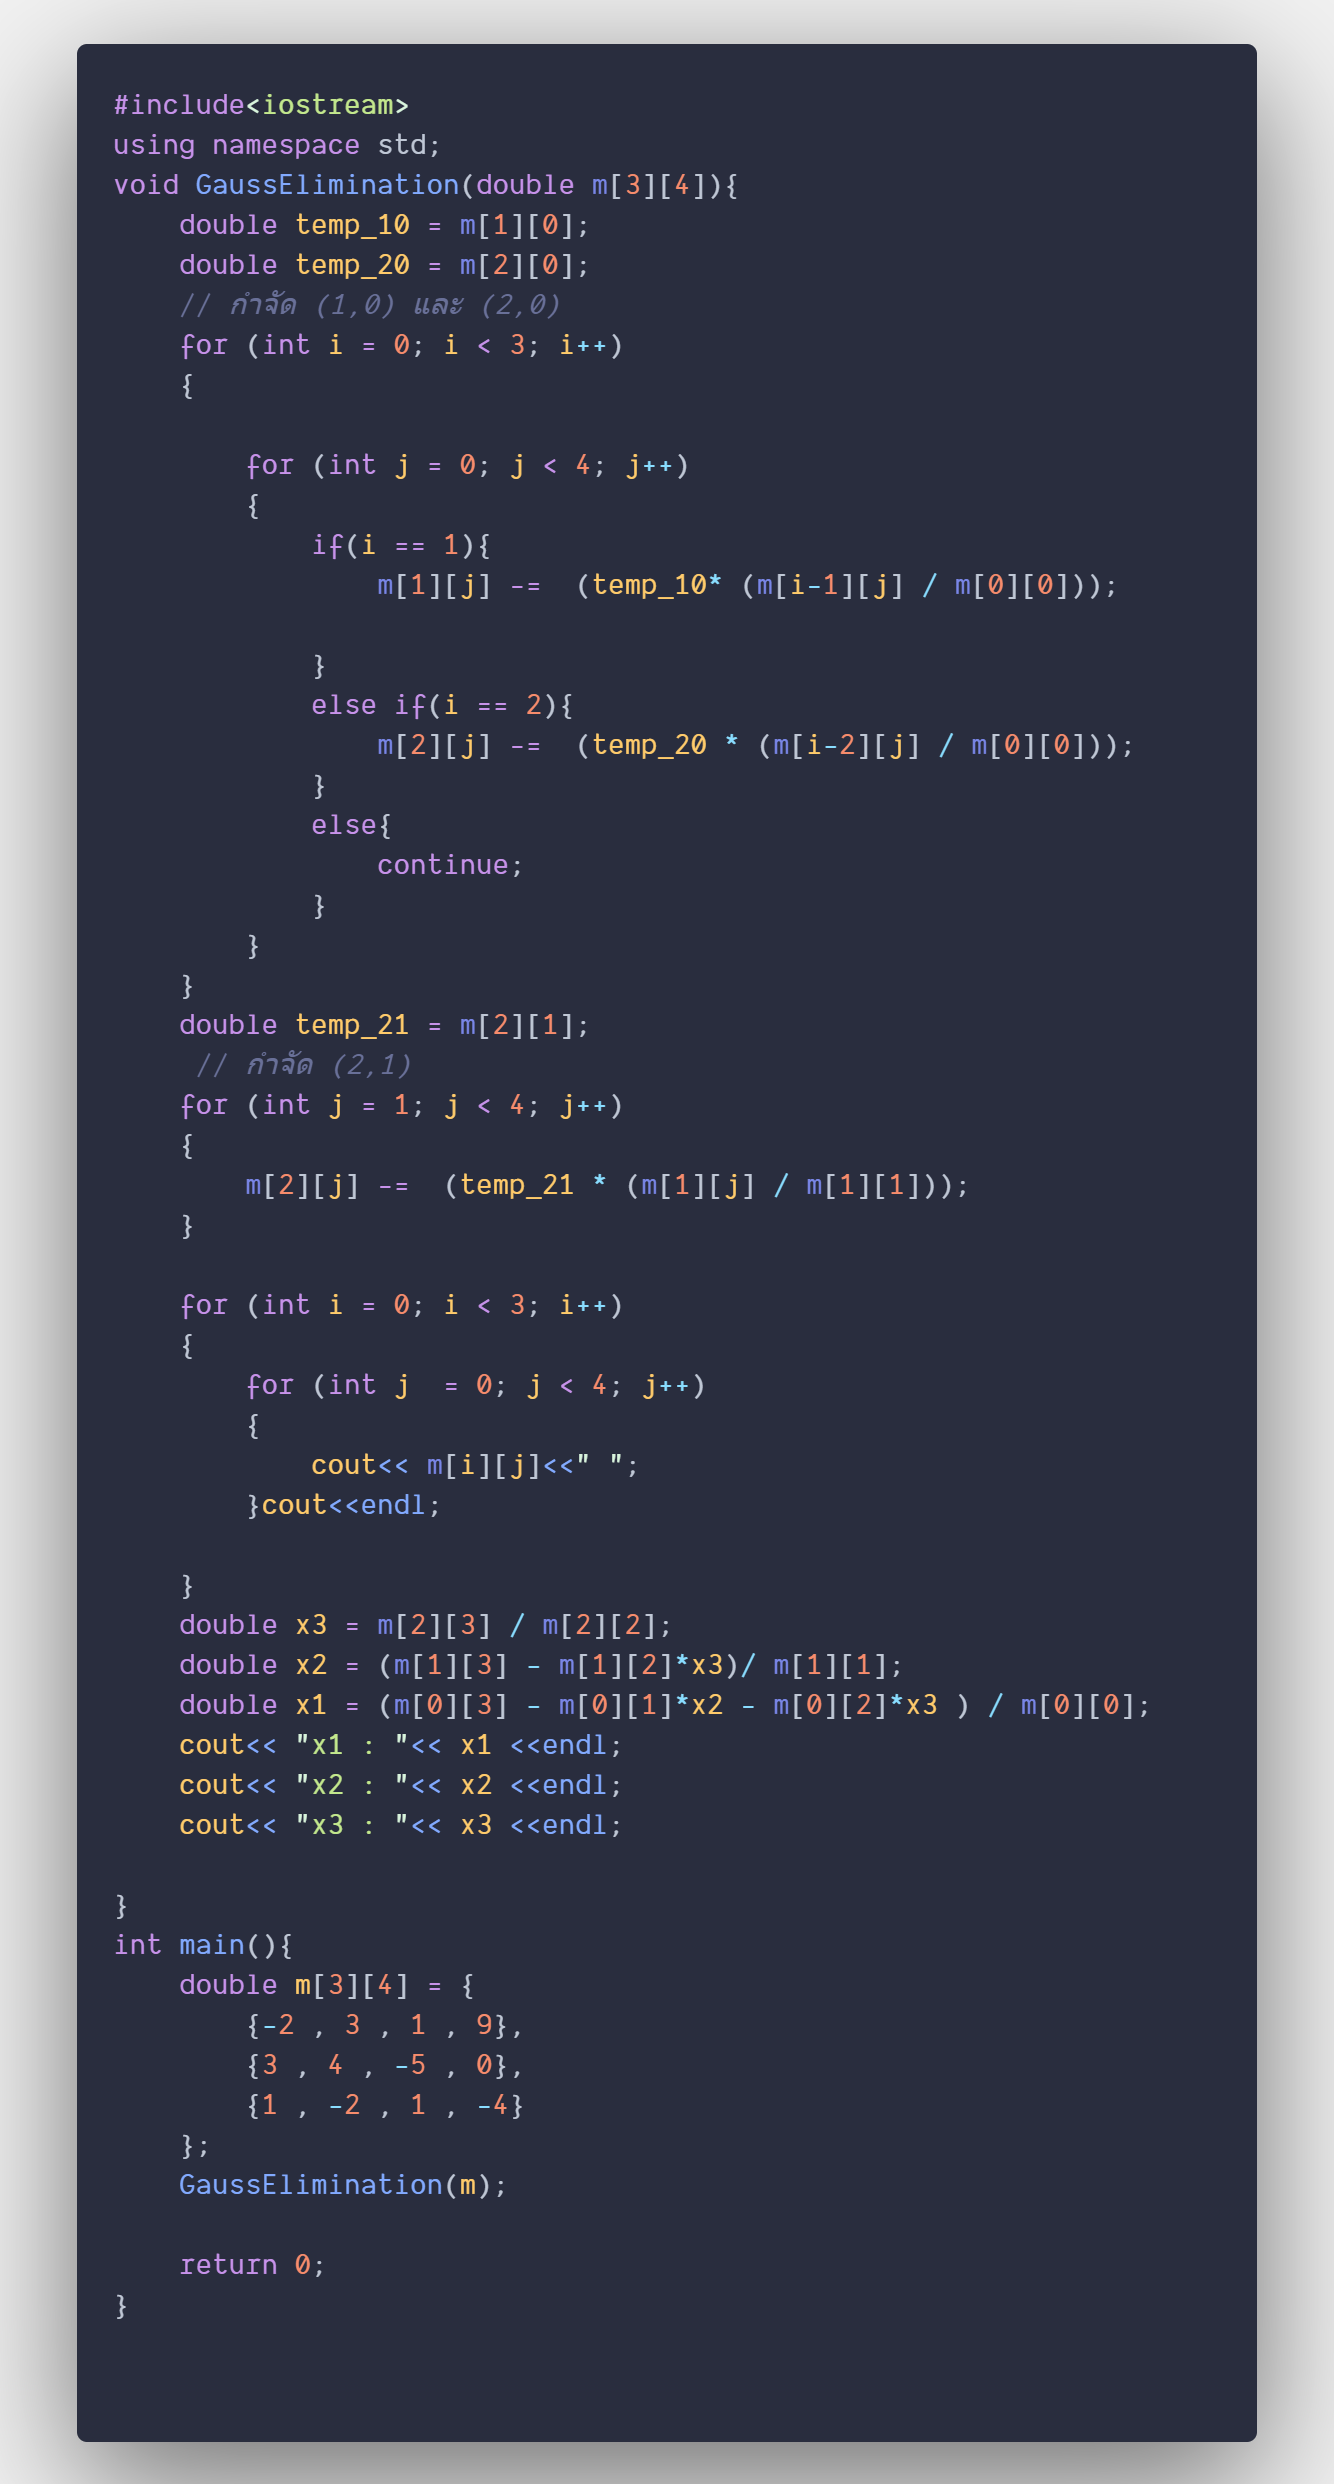 #include<iostream>
using namespace std;
void GaussElimination(double m[3][4]){
    double temp_10 = m[1][0];
    double temp_20 = m[2][0];
    // กำจัด (1,0) และ (2,0)
    for (int i = 0; i < 3; i++)
    {

        for (int j = 0; j < 4; j++)
        {
            if(i == 1){
                m[1][j] -=  (temp_10* (m[i-1][j] / m[0][0]));

            }
            else if(i == 2){
                m[2][j] -=  (temp_20 * (m[i-2][j] / m[0][0]));
            }
            else{
                continue;
            }
        }
    }
    double temp_21 = m[2][1];
     // กำจัด (2,1)
    for (int j = 1; j < 4; j++)
    {
        m[2][j] -=  (temp_21 * (m[1][j] / m[1][1]));
    }

    for (int i = 0; i < 3; i++)
    {
        for (int j  = 0; j < 4; j++)
        {
            cout<< m[i][j]<<" ";
        }cout<<endl;

    }
    double x3 = m[2][3] / m[2][2];
    double x2 = (m[1][3] - m[1][2]*x3)/ m[1][1];
    double x1 = (m[0][3] - m[0][1]*x2 - m[0][2]*x3 ) / m[0][0];
    cout<< "x1 : "<< x1 <<endl;
    cout<< "x2 : "<< x2 <<endl;
    cout<< "x3 : "<< x3 <<endl;

}
int main(){
    double m[3][4] = {
        {-2 , 3 , 1 , 9},
        {3 , 4 , -5 , 0},
        {1 , -2 , 1 , -4}
    };
    GaussElimination(m);

    return 0;
}